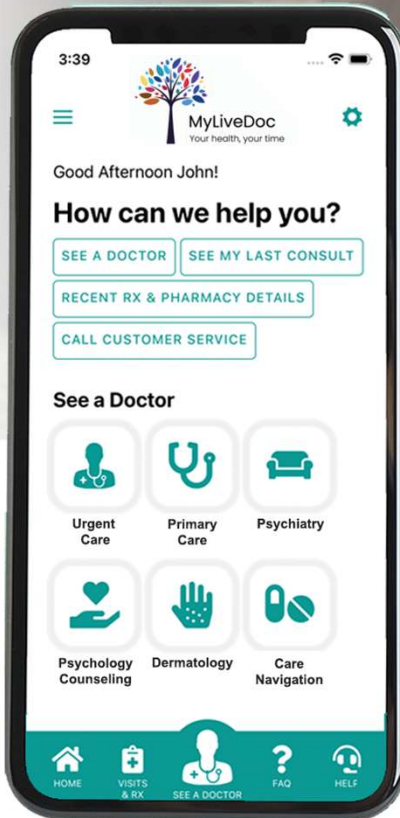 3:39
MyLiveDoc
Your health, your time
Good Afternoon John!
How can we help you?
SEE A DOCTOR
SEE MY LAST CONSULT
RECENT RX & PHARMACY DETAILS
CALL CUSTOMER SERVICE
See a Doctor
Urgent
Care
Primary
Care
Psychiatry
Psychology
Counseling
Dermatology
Care
Navigation
HOME
VISITS
& RX
SEE A DOCTOR
FAQ
HELP